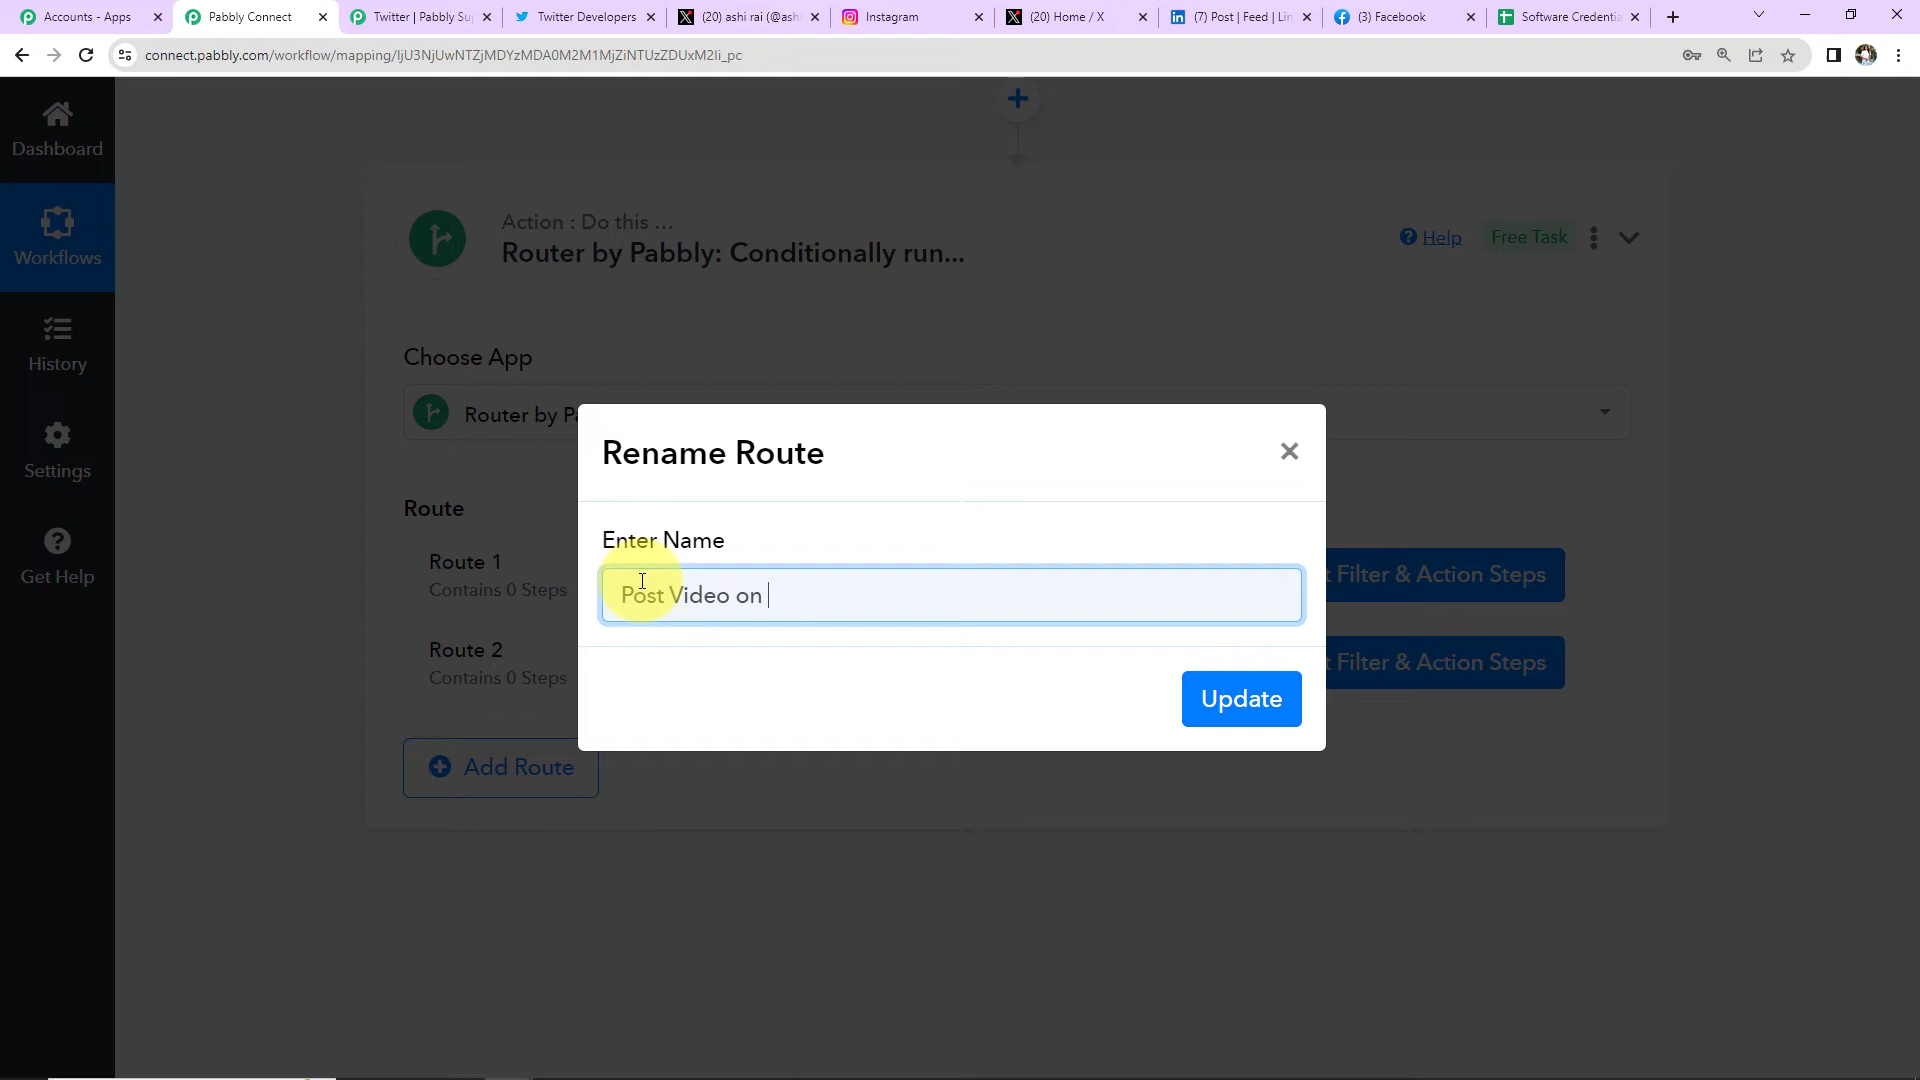 Accounts - Apps
Pabbly Connect
Twitter | Pabbly Su
Twitter Developers
(20) ashi rai (@ash
Instagram
(20) Home / X
(7) Post | Feed | Lin
(3) Facebook
Software Credentia
connect.pabbly.com/workflow/mapping/IjU3NjUwNTZjMDYzMDA0M2M1MjZiNTUzZDUxM2Ii_pc
Dashboard
Workflows
History
Settings
Get Help
Action : Do this ...
Router by Pabbly: Conditionally run...
Help
Free Task
Choose App
Router by Pa
Rename Route
Enter Name
Post Video on
Update
Route
Route 1
Contains 0 Steps
t Filter & Action Steps
Route 2
Contains 0 Steps
t Filter & Action Steps
Add Route